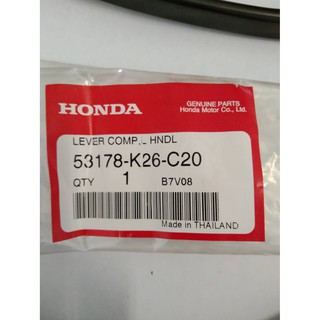 HONDA
GENUINE PARTS
Honda Motor Co., Ltd.
LEVER COMP., L HNDL
53178-K26-C20
QTY 1 B7V08
Made in THAILAND